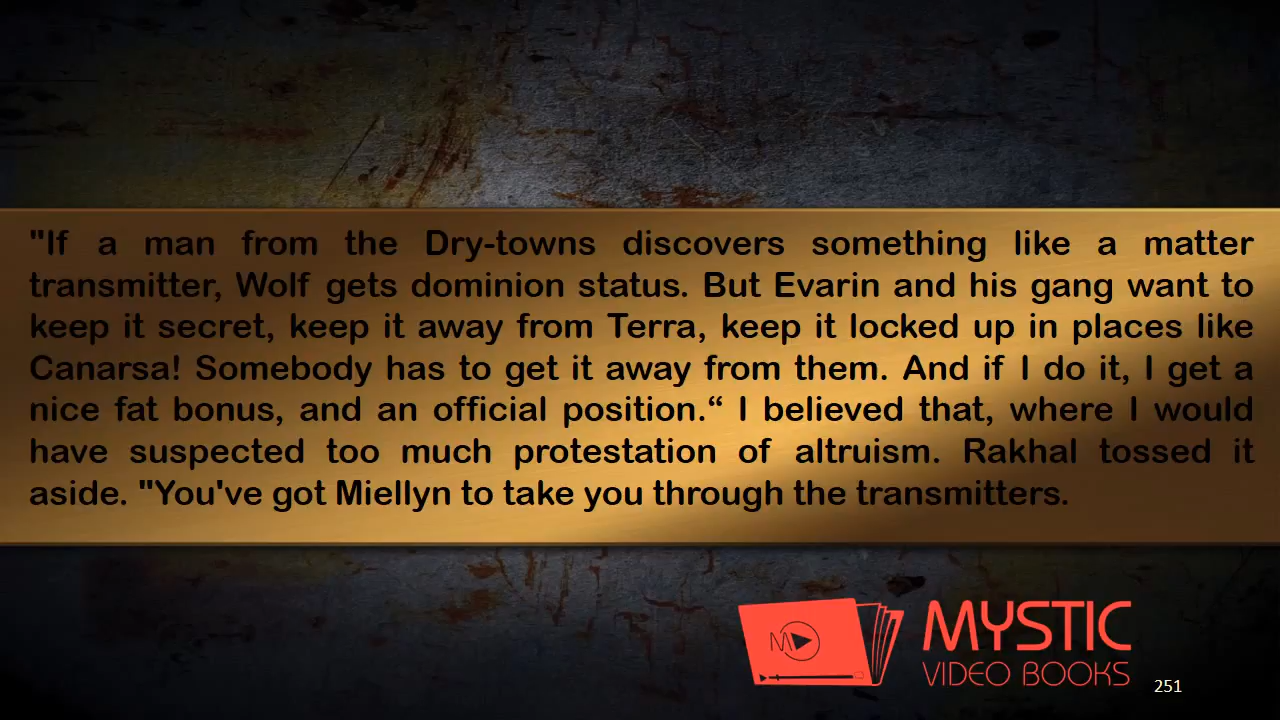 "If a man from the Dry-towns discovers something like a matter
transmitter, Wolf gets dominion status. But Evarin and his gang want to
keep it secret, keep it away from Terra, keep it locked up in places like
Canarsa! Somebody has to get it away from them. And if I do it, I get a
nice fat bonus, and an official position.“ I believed that, where I would
have suspected too much protestation of altruism. Rakhal tossed it
aside. "You've got Miellyn to take you through the transmitters.
M
MYSTIC
VIDEO BOOKS
251